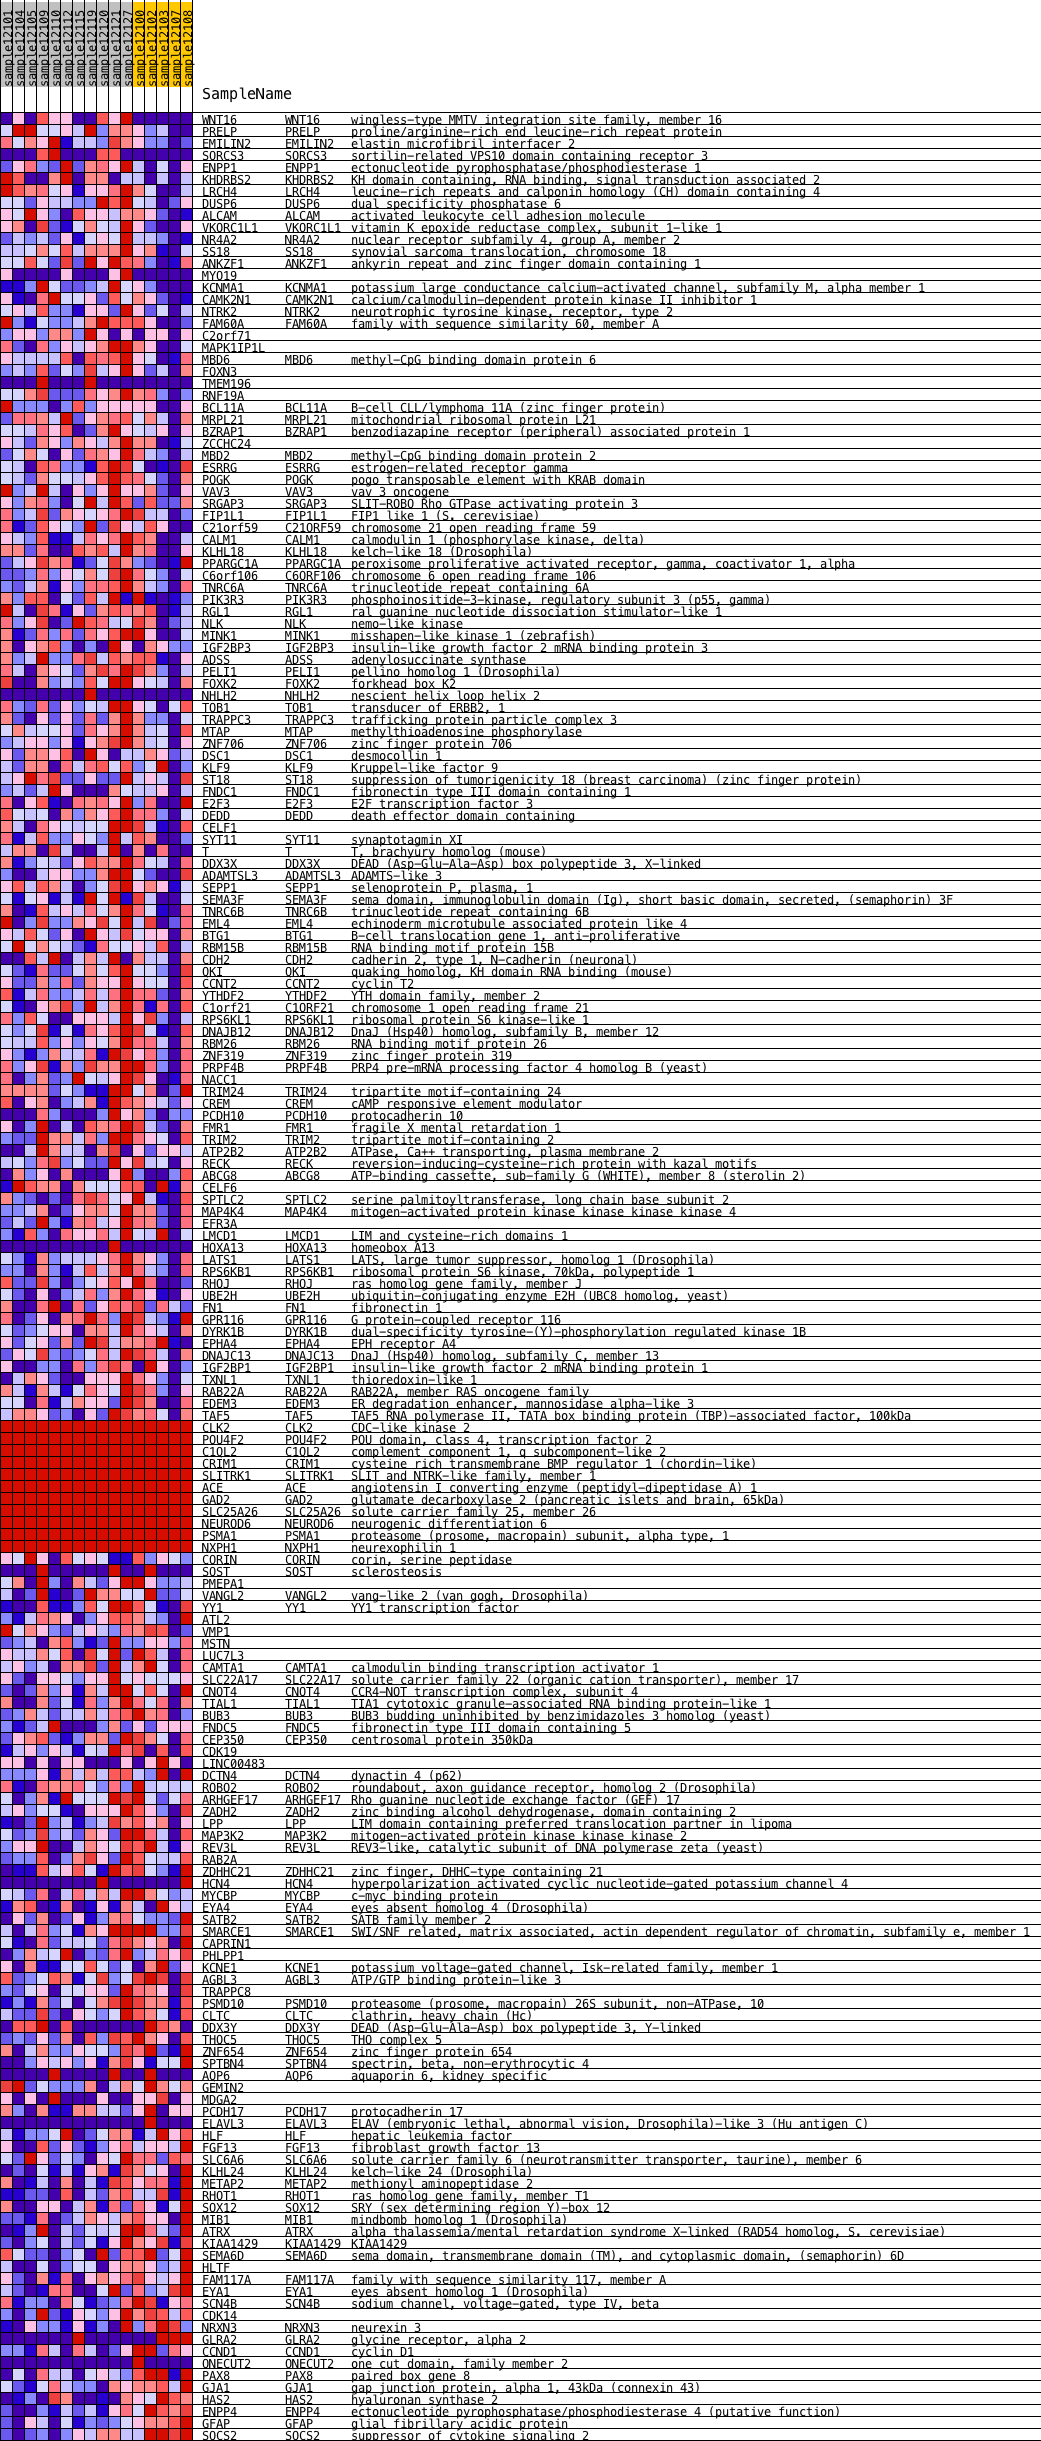 sample12101
sample12104
sample12105
sample12109
sample12110
sample12112
sample12115
sample12119
sample12120
sample12121
sample12127
sample12100
sample12102
sample12103
sample12107
sample12108
SampleName
WNT16 WNT16 wingless-type MMTV integration site family, member 16
PRELP PRELP proline/arginine-rich end leucine-rich repeat protein
EMILIN2 EMILIN2 elastin microfibril interfacer 2
SORCS3 SORCS3 sortilin-related VPS10 domain containing receptor 3
ENPP1 ENPP1 ectonucleotide pyrophosphatase/phosphodiesterase 1
KHDRBS2 KHDRBS2 KH domain containing, RNA binding, signal transduction associated 2
LRCH4 LRCH4 leucine-rich repeats and calponin homology (CH) domain containing 4
DUSP6 DUSP6 dual specificity phosphatase 6
ALCAM ALCAM activated leukocyte cell adhesion molecule
VKORC1L1 VKORC1L1 vitamin K epoxide reductase complex, subunit 1-like 1
NR4A2 NR4A2 nuclear receptor subfamily 4, group A, member 2
SS18 SS18 synovial sarcoma translocation, chromosome 18
ANKZF1 ANKZF1 ankyrin repeat and zinc finger domain containing 1
MYO19
KCNMA1 KCNMA1 potassium large conductance calcium-activated channel, subfamily M, alpha member 1
CAMK2N1 CAMK2N1 calcium/calmodulin-dependent protein kinase II inhibitor 1
NTRK2 NTRK2 neurotrophic tyrosine kinase, receptor, type 2
FAM60A FAM60A family with sequence similarity 60, member A
C2orf71
MAPK1IP1L
MBD6 MBD6 methyl-CpG binding domain protein 6
FOXN3
TMEM196
RNF19A
BCL11A BCL11A B-cell CLL/lymphoma 11A (zinc finger protein)
MRPL21 MRPL21 mitochondrial ribosomal protein L21
BZRAP1 BZRAP1 benzodiazapine receptor (peripheral) associated protein 1
ZCCHC24
MBD2 MBD2 methyl-CpG binding domain protein 2
ESRRG ESRRG estrogen-related receptor gamma
POGK POGK pogo transposable element with KRAB domain
VAV3 VAV3 vav 3 oncogene
SRGAP3 SRGAP3 SLIT-ROBO Rho GTPase activating protein 3
FIP1L1 FIP1L1 FIP1 like 1 (S. cerevisiae)
C21orf59 C21ORF59 chromosome 21 open reading frame 59
CALM1 CALM1 calmodulin 1 (phosphorylase kinase, delta)
KLHL18 KLHL18 kelch-like 18 (Drosophila)
PPARGC1A PPARGC1A peroxisome proliferative activated receptor, gamma, coactivator 1, alpha
C6orf106 C6ORF106 chromosome 6 open reading frame 106
TNRC6A TNRC6A trinucleotide repeat containing 6A
PIK3R3 PIK3R3 phosphoinositide-3-kinase, regulatory subunit 3 (p55, gamma)
RGL1 RGL1 ral guanine nucleotide dissociation stimulator-like 1
NLK NLK nemo-like kinase
MINK1 MINK1 misshapen-like kinase 1 (zebrafish)
IGF2BP3 IGF2BP3 insulin-like growth factor 2 mRNA binding protein 3
ADSS ADSS adenylosuccinate synthase
PELI1 PELI1 pellino homolog 1 (Drosophila)
FOXK2 FOXK2 forkhead box K2
NHLH2 NHLH2 nescient helix loop helix 2
TOB1 TOB1 transducer of ERBB2, 1
TRAPPC3 TRAPPC3 trafficking protein particle complex 3
MTAP MTAP methylthioadenosine phosphorylase
ZNF706 ZNF706 zinc finger protein 706
DSC1 DSC1 desmocollin 1
KLF9 KLF9 Kruppel-like factor 9
ST18 ST18 suppression of tumorigenicity 18 (breast carcinoma) (zinc finger protein)
FNDC1 FNDC1 fibronectin type III domain containing 1
E2F3 E2F3 E2F transcription factor 3
DEDD DEDD death effector domain containing
CELF1
SYT11 SYT11 synaptotagmin XI
T T T, brachyury homolog (mouse)
DDX3X DDX3X DEAD (Asp-Glu-Ala-Asp) box polypeptide 3, X-linked
ADAMTSL3 ADAMTSL3 ADAMTS-like 3
SEPP1 SEPP1 selenoprotein P, plasma, 1
SEMA3F SEMA3F sema domain, immunoglobulin domain (Ig), short basic domain, secreted, (semaphorin) 3F
TNRC6B TNRC6B trinucleotide repeat containing 6B
EML4 EML4 echinoderm microtubule associated protein like 4
BTG1 BTG1 B-cell translocation gene 1, anti-proliferative
RBM15B RBM15B RNA binding motif protein 15B
CDH2 CDH2 cadherin 2, type 1, N-cadherin (neuronal)
QKI QKI quaking homolog, KH domain RNA binding (mouse)
CCNT2 CCNT2 cyclin T2
YTHDF2 YTHDF2 YTH domain family, member 2
C1orf21 C1ORF21 chromosome 1 open reading frame 21
RPS6KL1 RPS6KL1 ribosomal protein S6 kinase-like 1
DNAJB12 DNAJB12 DnaJ (Hsp40) homolog, subfamily B, member 12
RBM26 RBM26 RNA binding motif protein 26
ZNF319 ZNF319 zinc finger protein 319
PRPF4B PRPF4B PRP4 pre-mRNA processing factor 4 homolog B (yeast)
NACC1
TRIM24 TRIM24 tripartite motif-containing 24
CREM CREM cAMP responsive element modulator
PCDH10 PCDH10 protocadherin 10
FMR1 FMR1 fragile X mental retardation 1
TRIM2 TRIM2 tripartite motif-containing 2
ATP2B2 ATP2B2 ATPase, Ca++ transporting, plasma membrane 2
RECK RECK reversion-inducing-cysteine-rich protein with kazal motifs
ABCG8 ABCG8 ATP-binding cassette, sub-family G (WHITE), member 8 (sterolin 2)
CELF6
SPTLC2 SPTLC2 serine palmitoyltransferase, long chain base subunit 2
MAP4K4 MAP4K4 mitogen-activated protein kinase kinase kinase kinase 4
EFR3A
LMCD1 LMCD1 LIM and cysteine-rich domains 1
HOXA13 HOXA13 homeobox A13
LATS1 LATS1 LATS, large tumor suppressor, homolog 1 (Drosophila)
RPS6KB1 RPS6KB1 ribosomal protein S6 kinase, 70kDa, polypeptide 1
RHOJ RHOJ ras homolog gene family, member J
UBE2H UBE2H ubiquitin-conjugating enzyme E2H (UBC8 homolog, yeast)
FN1 FN1 fibronectin 1
GPR116 GPR116 G protein-coupled receptor 116
DYRK1B DYRK1B dual-specificity tyrosine-(Y)-phosphorylation regulated kinase 1B
EPHA4 EPHA4 EPH receptor A4
DNAJC13 DNAJC13 DnaJ (Hsp40) homolog, subfamily C, member 13
IGF2BP1 IGF2BP1 insulin-like growth factor 2 mRNA binding protein 1
TXNL1 TXNL1 thioredoxin-like 1
RAB22A RAB22A RAB22A, member RAS oncogene family
EDEM3 EDEM3 ER degradation enhancer, mannosidase alpha-like 3
TAF5 TAF5 TAF5 RNA polymerase II, TATA box binding protein (TBP)-associated factor, 100kDa
CLK2 CLK2 CDC-like kinase 2
POU4F2 POU4F2 POU domain, class 4, transcription factor 2
C1QL2 C1QL2 complement component 1, q subcomponent-like 2
CRIM1 CRIM1 cysteine rich transmembrane BMP regulator 1 (chordin-like)
SLITRK1 SLITRK1 SLIT and NTRK-like family, member 1
ACE ACE angiotensin I converting enzyme (peptidyl-dipeptidase A) 1
GAD2 GAD2 glutamate decarboxylase 2 (pancreatic islets and brain, 65kDa)
SLC25A26 SLC25A26 solute carrier family 25, member 26
NEUROD6 NEUROD6 neurogenic differentiation 6
PSMA1 PSMA1 proteasome (prosome, macropain) subunit, alpha type, 1
NXPH1 NXPH1 neurexophilin 1
CORIN CORIN corin, serine peptidase
SOST SOST sclerosteosis
PMEPA1
VANGL2 VANGL2 vang-like 2 (van gogh, Drosophila)
YY1 YY1 YY1 transcription factor
ATL2
VMP1
MSTN
LUC7L3
CAMTA1 CAMTA1 calmodulin binding transcription activator 1
SLC22A17 SLC22A17 solute carrier family 22 (organic cation transporter), member 17
CNOT4 CNOT4 CCR4-NOT transcription complex, subunit 4
TIAL1 TIAL1 TIA1 cytotoxic granule-associated RNA binding protein-like 1
BUB3 BUB3 BUB3 budding uninhibited by benzimidazoles 3 homolog (yeast)
FNDC5 FNDC5 fibronectin type III domain containing 5
CEP350 CEP350 centrosomal protein 350kDa
CDK19
LINC00483
DCTN4 DCTN4 dynactin 4 (p62)
ROBO2 ROBO2 roundabout, axon guidance receptor, homolog 2 (Drosophila)
ARHGEF17 ARHGEF17 Rho guanine nucleotide exchange factor (GEF) 17
ZADH2 ZADH2 zinc binding alcohol dehydrogenase, domain containing 2
LPP LPP LIM domain containing preferred translocation partner in lipoma
MAP3K2 MAP3K2 mitogen-activated protein kinase kinase kinase 2
REV3L REV3L REV3-like, catalytic subunit of DNA polymerase zeta (yeast)
RAB2A
ZDHHC21 ZDHHC21 zinc finger, DHHC-type containing 21
HCN4 HCN4 hyperpolarization activated cyclic nucleotide-gated potassium channel 4
MYCBP MYCBP c-myc binding protein
EYA4 EYA4 eyes absent homolog 4 (Drosophila)
SATB2 SATB2 SATB family member 2
SMARCE1 SMARCE1 SWI/SNF related, matrix associated, actin dependent regulator of chromatin, subfamily e, member 1
CAPRIN1
PHLPP1
KCNE1 KCNE1 potassium voltage-gated channel, Isk-related family, member 1
AGBL3 AGBL3 ATP/GTP binding protein-like 3
TRAPPC8
PSMD10 PSMD10 proteasome (prosome, macropain) 26S subunit, non-ATPase, 10
CLTC CLTC clathrin, heavy chain (Hc)
DDX3Y DDX3Y DEAD (Asp-Glu-Ala-Asp) box polypeptide 3, Y-linked
THOC5 THOC5 THO complex 5
ZNF654 ZNF654 zinc finger protein 654
SPTBN4 SPTBN4 spectrin, beta, non-erythrocytic 4
AQP6 AQP6 aquaporin 6, kidney specific
GEMIN2
MDGA2
PCDH17 PCDH17 protocadherin 17
ELAVL3 ELAVL3 ELAV (embryonic lethal, abnormal vision, Drosophila)-like 3 (Hu antigen C)
HLF HLF hepatic leukemia factor
FGF13 FGF13 fibroblast growth factor 13
SLC6A6 SLC6A6 solute carrier family 6 (neurotransmitter transporter, taurine), member 6
KLHL24 KLHL24 kelch-like 24 (Drosophila)
METAP2 METAP2 methionyl aminopeptidase 2
RHOT1 RHOT1 ras homolog gene family, member T1
SOX12 SOX12 SRY (sex determining region Y)-box 12
MIB1 MIB1 mindbomb homolog 1 (Drosophila)
ATRX ATRX alpha thalassemia/mental retardation syndrome X-linked (RAD54 homolog, S. cerevisiae)
KIAA1429 KIAA1429 KIAA1429
SEMA6D SEMA6D sema domain, transmembrane domain (TM), and cytoplasmic domain, (semaphorin) 6D
HLTF
FAM117A FAM117A family with sequence similarity 117, member A
EYA1 EYA1 eyes absent homolog 1 (Drosophila)
SCN4B SCN4B sodium channel, voltage-gated, type IV, beta
CDK14
NRXN3 NRXN3 neurexin 3
GLRA2 GLRA2 glycine receptor, alpha 2
CCND1 CCND1 cyclin D1
ONECUT2 ONECUT2 one cut domain, family member 2
PAX8 PAX8 paired box gene 8
GJA1 GJA1 gap junction protein, alpha 1, 43kDa (connexin 43)
HAS2 HAS2 hyaluronan synthase 2
ENPP4 ENPP4 ectonucleotide pyrophosphatase/phosphodiesterase 4 (putative function)
GFAP GFAP glial fibrillary acidic protein
SOCS2 SOCS2 suppressor of cytokine signaling 2